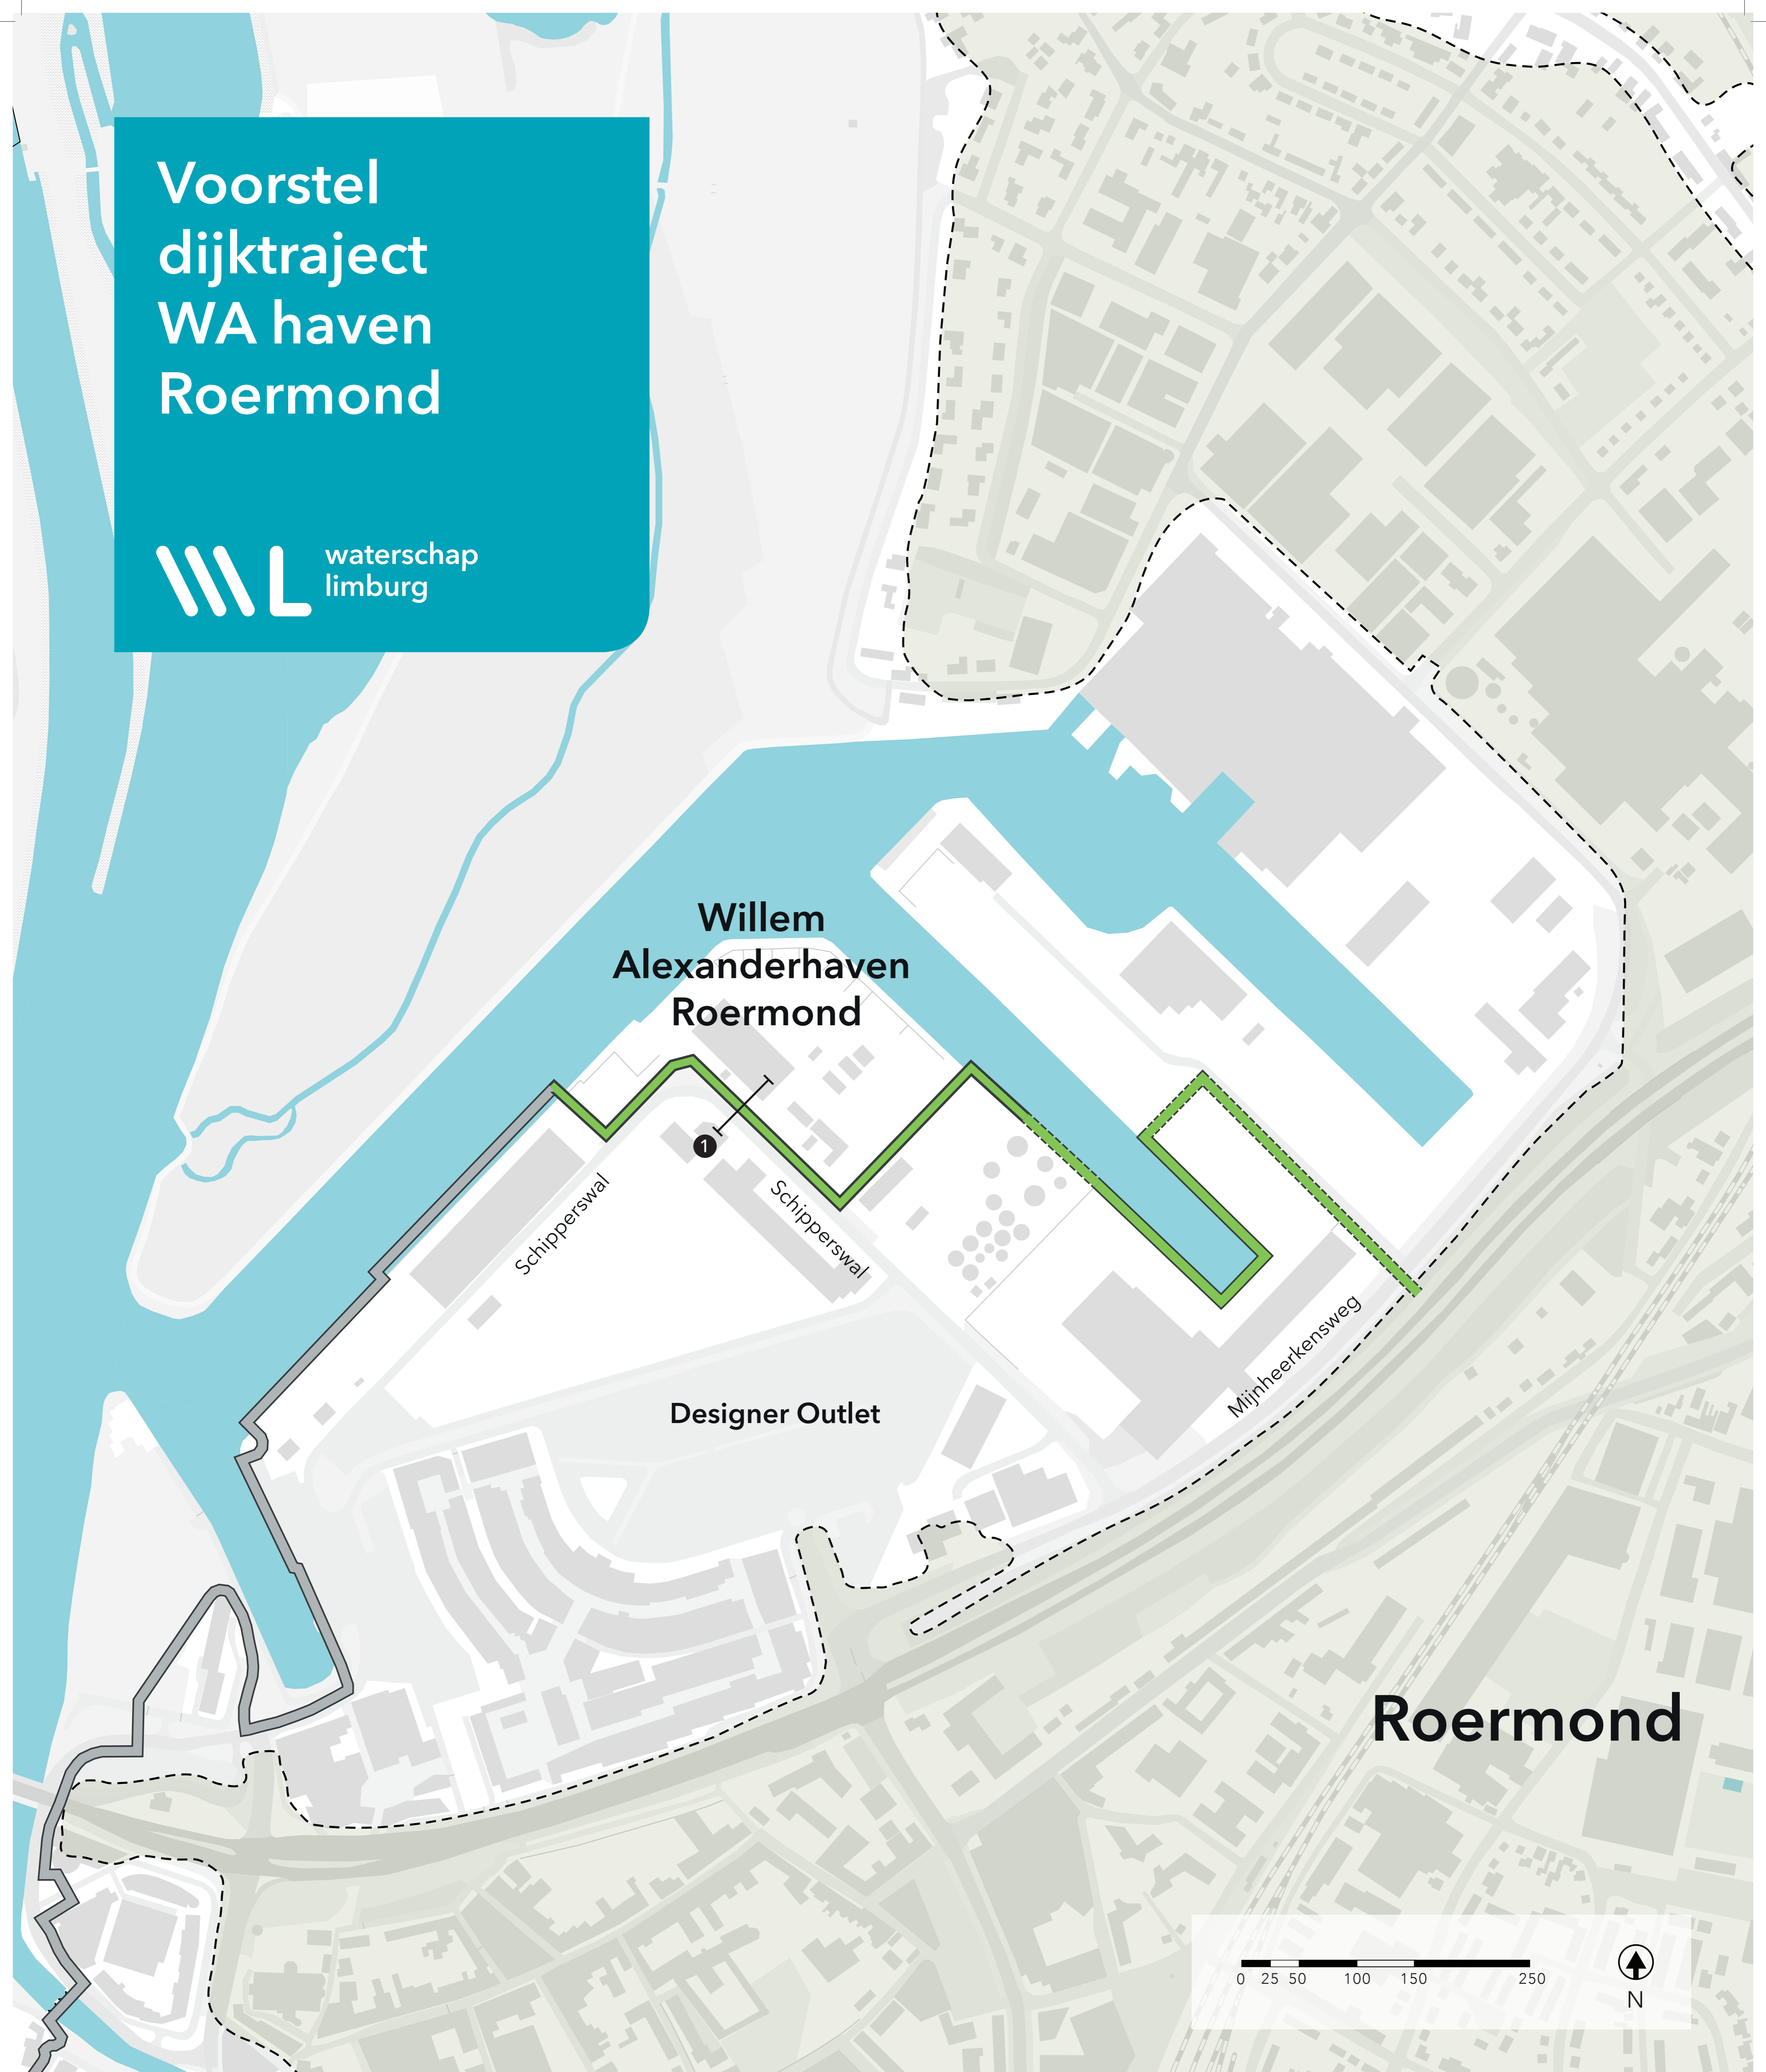 Voorstel
dijktraject
WA haven
Roermond
waterschap
limburg
Willem
Alexanderhaven
Roermond
1
Schipperswal
Schipperswal
Mijnheerkensweg
Designer Outlet
Roermond
0 25 50 100 150 250
N